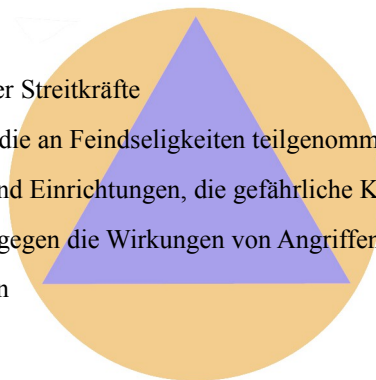 er Streitkräfte
die an Feindseligkeiten teilgenomm
nd Einrichtungen, die gefährliche K
gegen die Wirkungen von Angriffen
n